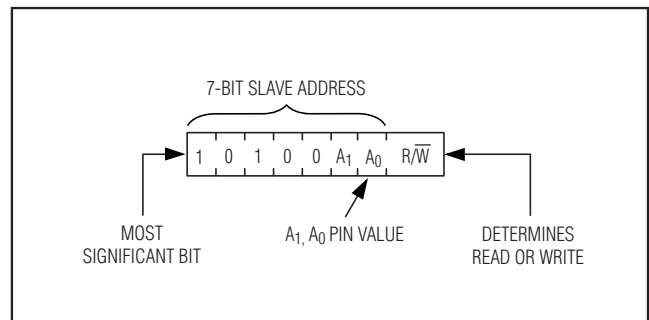 7-BIT SLAVE ADDRESS
1 0 1 0 0 A₁ A₀ R/W̅
MOST
SIGNIFICANT BIT
A₁, A₀ PIN VALUE
DETERMINES
READ OR WRITE